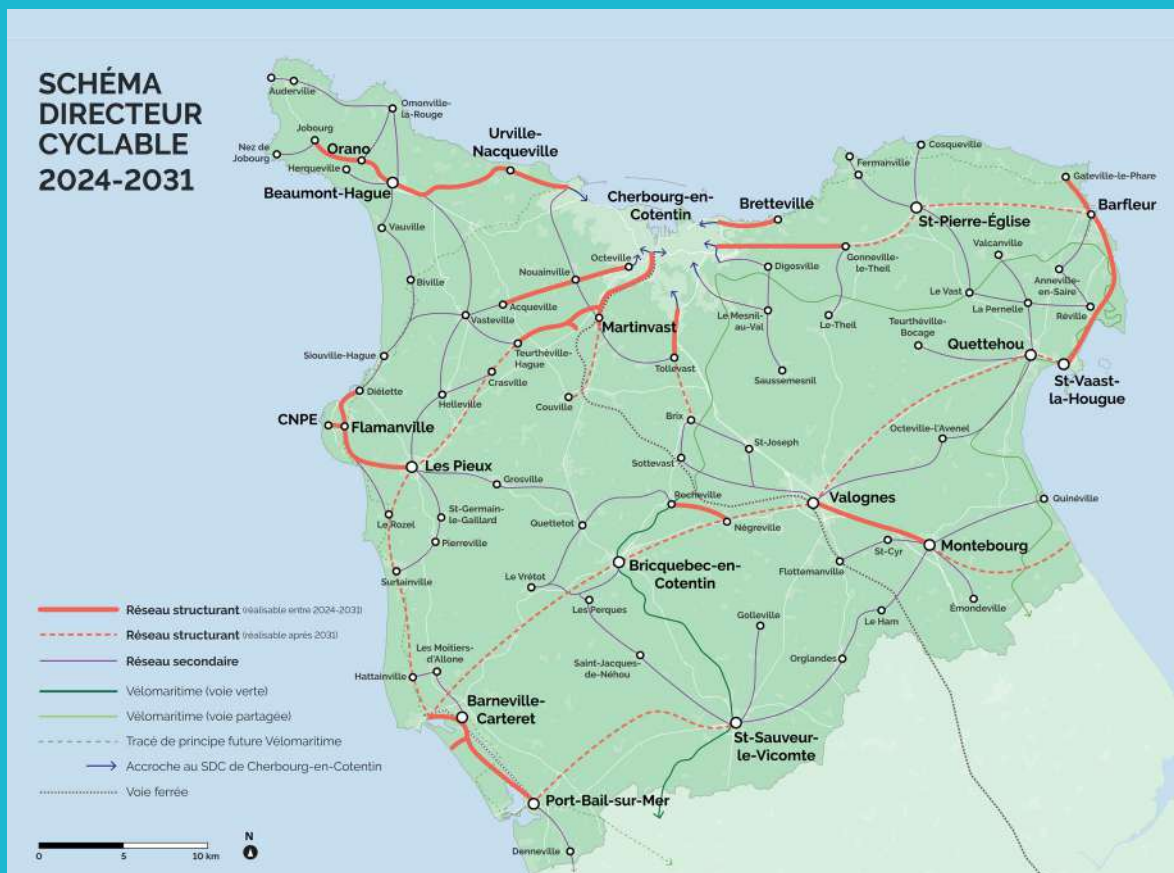 SCHÉMA
DIRECTEUR
CYCLABLE
2024-2031
Auderville
Omonville-
la-Rouge
Jobourg
Nez de
Jobourg
Orano
Herqueville
Beaumont-Hague
Urville-
Nacqueville
Cherbourg-en-
Cotentin
Bretteville
Fermanville
Cosqueville
Gateville-le-Phare
St-Pierre-Église
Barfleur
Vauville
Biville
Nouainville
Octeville
Digosville
Gonneville-
le-Theil
Valcanville
Anneville-
en-Saire
Le Vast
La Pernelle
Réville
Acqueville
Vasteville
Martinvast
Le Mesnil-
au-Val
Le-Theil
Teurthéville-
Bocage
Quettehou
St-Vaast-
la-Hougue
Siouville-Hague
Teurthéville-
Hague
Tollevast
Saussemesnil
Crasville
Diélette
Helleville
Couville
CNPE
Flamanville
Brix
St-Joseph
Octeville-l'Avenel
Les Pieux
Sottevast
Grosville
Rocheville
Valognes
Quinéville
St-Germain-
le-Gaillard
Le Rozel
Quettetot
Négreville
Pierreville
St-Cyr
Montebourg
Bricquebec-en-
Cotentin
Flottemanville
Surtainville
Le Vrétot
Les Perques
Golleville
Le Ham
Émondeville
Réseau structurant (réalisable entre 2024-2031)
Réseau structurant (réalisable après 2031)
Réseau secondaire
Vélomaritime (voie verte)
Vélomaritime (voie partagée)
Tracé de principe future Vélomaritime
Accroche au SDC de Cherbourg-en-Cotentin
Voie ferrée
Les Moitiers-
d'Allone
Hattainville
Saint-Jacques-
de-Néhou
Orglandes
Barneville-
Carteret
St-Sauveur-
le-Vicomte
Port-Bail-sur-Mer
Denneville
N
0 5 10 km